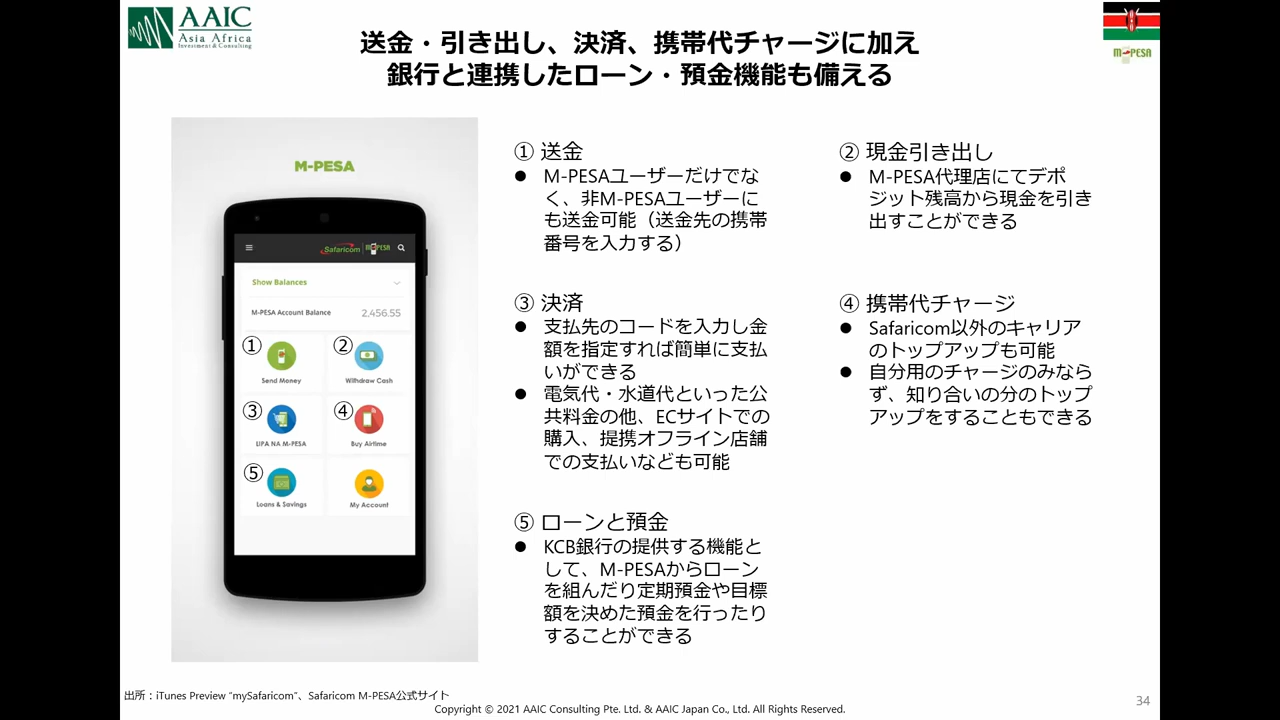 AAIC
Asia Africa
Investment & Consulting
送金・引き出し、決済、携帯代チャージに加え
銀行と連携したローン・預金機能も備える
M-PESA
M-PESA
Safaricom M-PESA
Show Balances
M-PESA Account Balance 2,456.55
① ②
Send Money Withdraw Cash
③ ④
LIPA NA M-PESA Buy Airtime
⑤
Loans & Savings My Account
① 送金
● M-PESAユーザーだけでな
く、非M-PESAユーザーに
も送金可能（送金先の携帯
番号を入力する）
② 現金引き出し
● M-PESA代理店にてデポ
ジット残高から現金を引き
出すことができる
③ 決済
● 支払先のコードを入力し金
額を指定すれば簡単に支払
いができる
● 電気代・水道代といった公
共料金の他、ECサイトでの
購入、提携オフライン店舗
での支払いなども可能
④ 携帯代チャージ
● Safaricom以外のキャリア
のトップアップも可能
● 自分用のチャージのみなら
ず、知り合いの分のトップ
アップをすることもできる
⑤ ローンと預金
● KCB銀行の提供する機能と
して、M-PESAからローン
を組んだり定期預金や目標
額を決めた預金を行ったり
することができる
出所：iTunes Preview “mySafaricom”、Safaricom M-PESA公式サイト
Copyright © 2021 AAIC Consulting Pte. Ltd. & AAIC Japan Co., Ltd. All Rights Reserved.
34